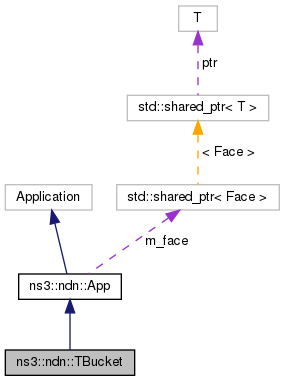 T
ptr
std::shared_ptr< T >
< Face >
Application
std::shared_ptr< Face >
m_face
ns3::ndn::App
ns3::ndn::TBucket